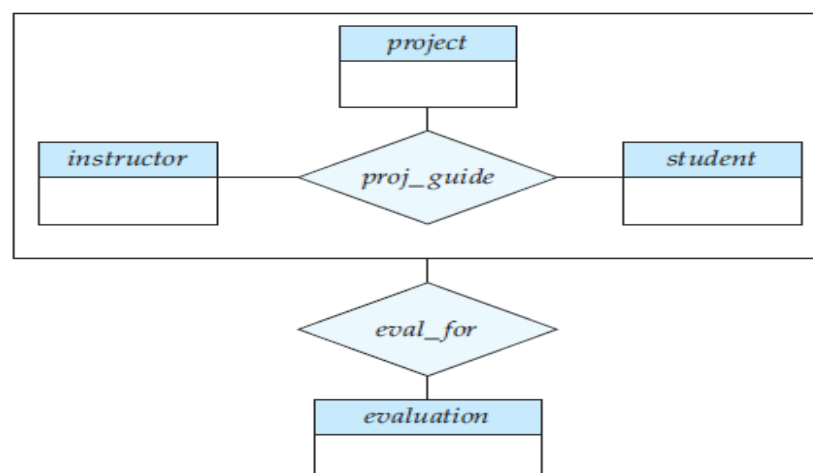 project
instructor
proj_guide
student
eval_for
evaluation